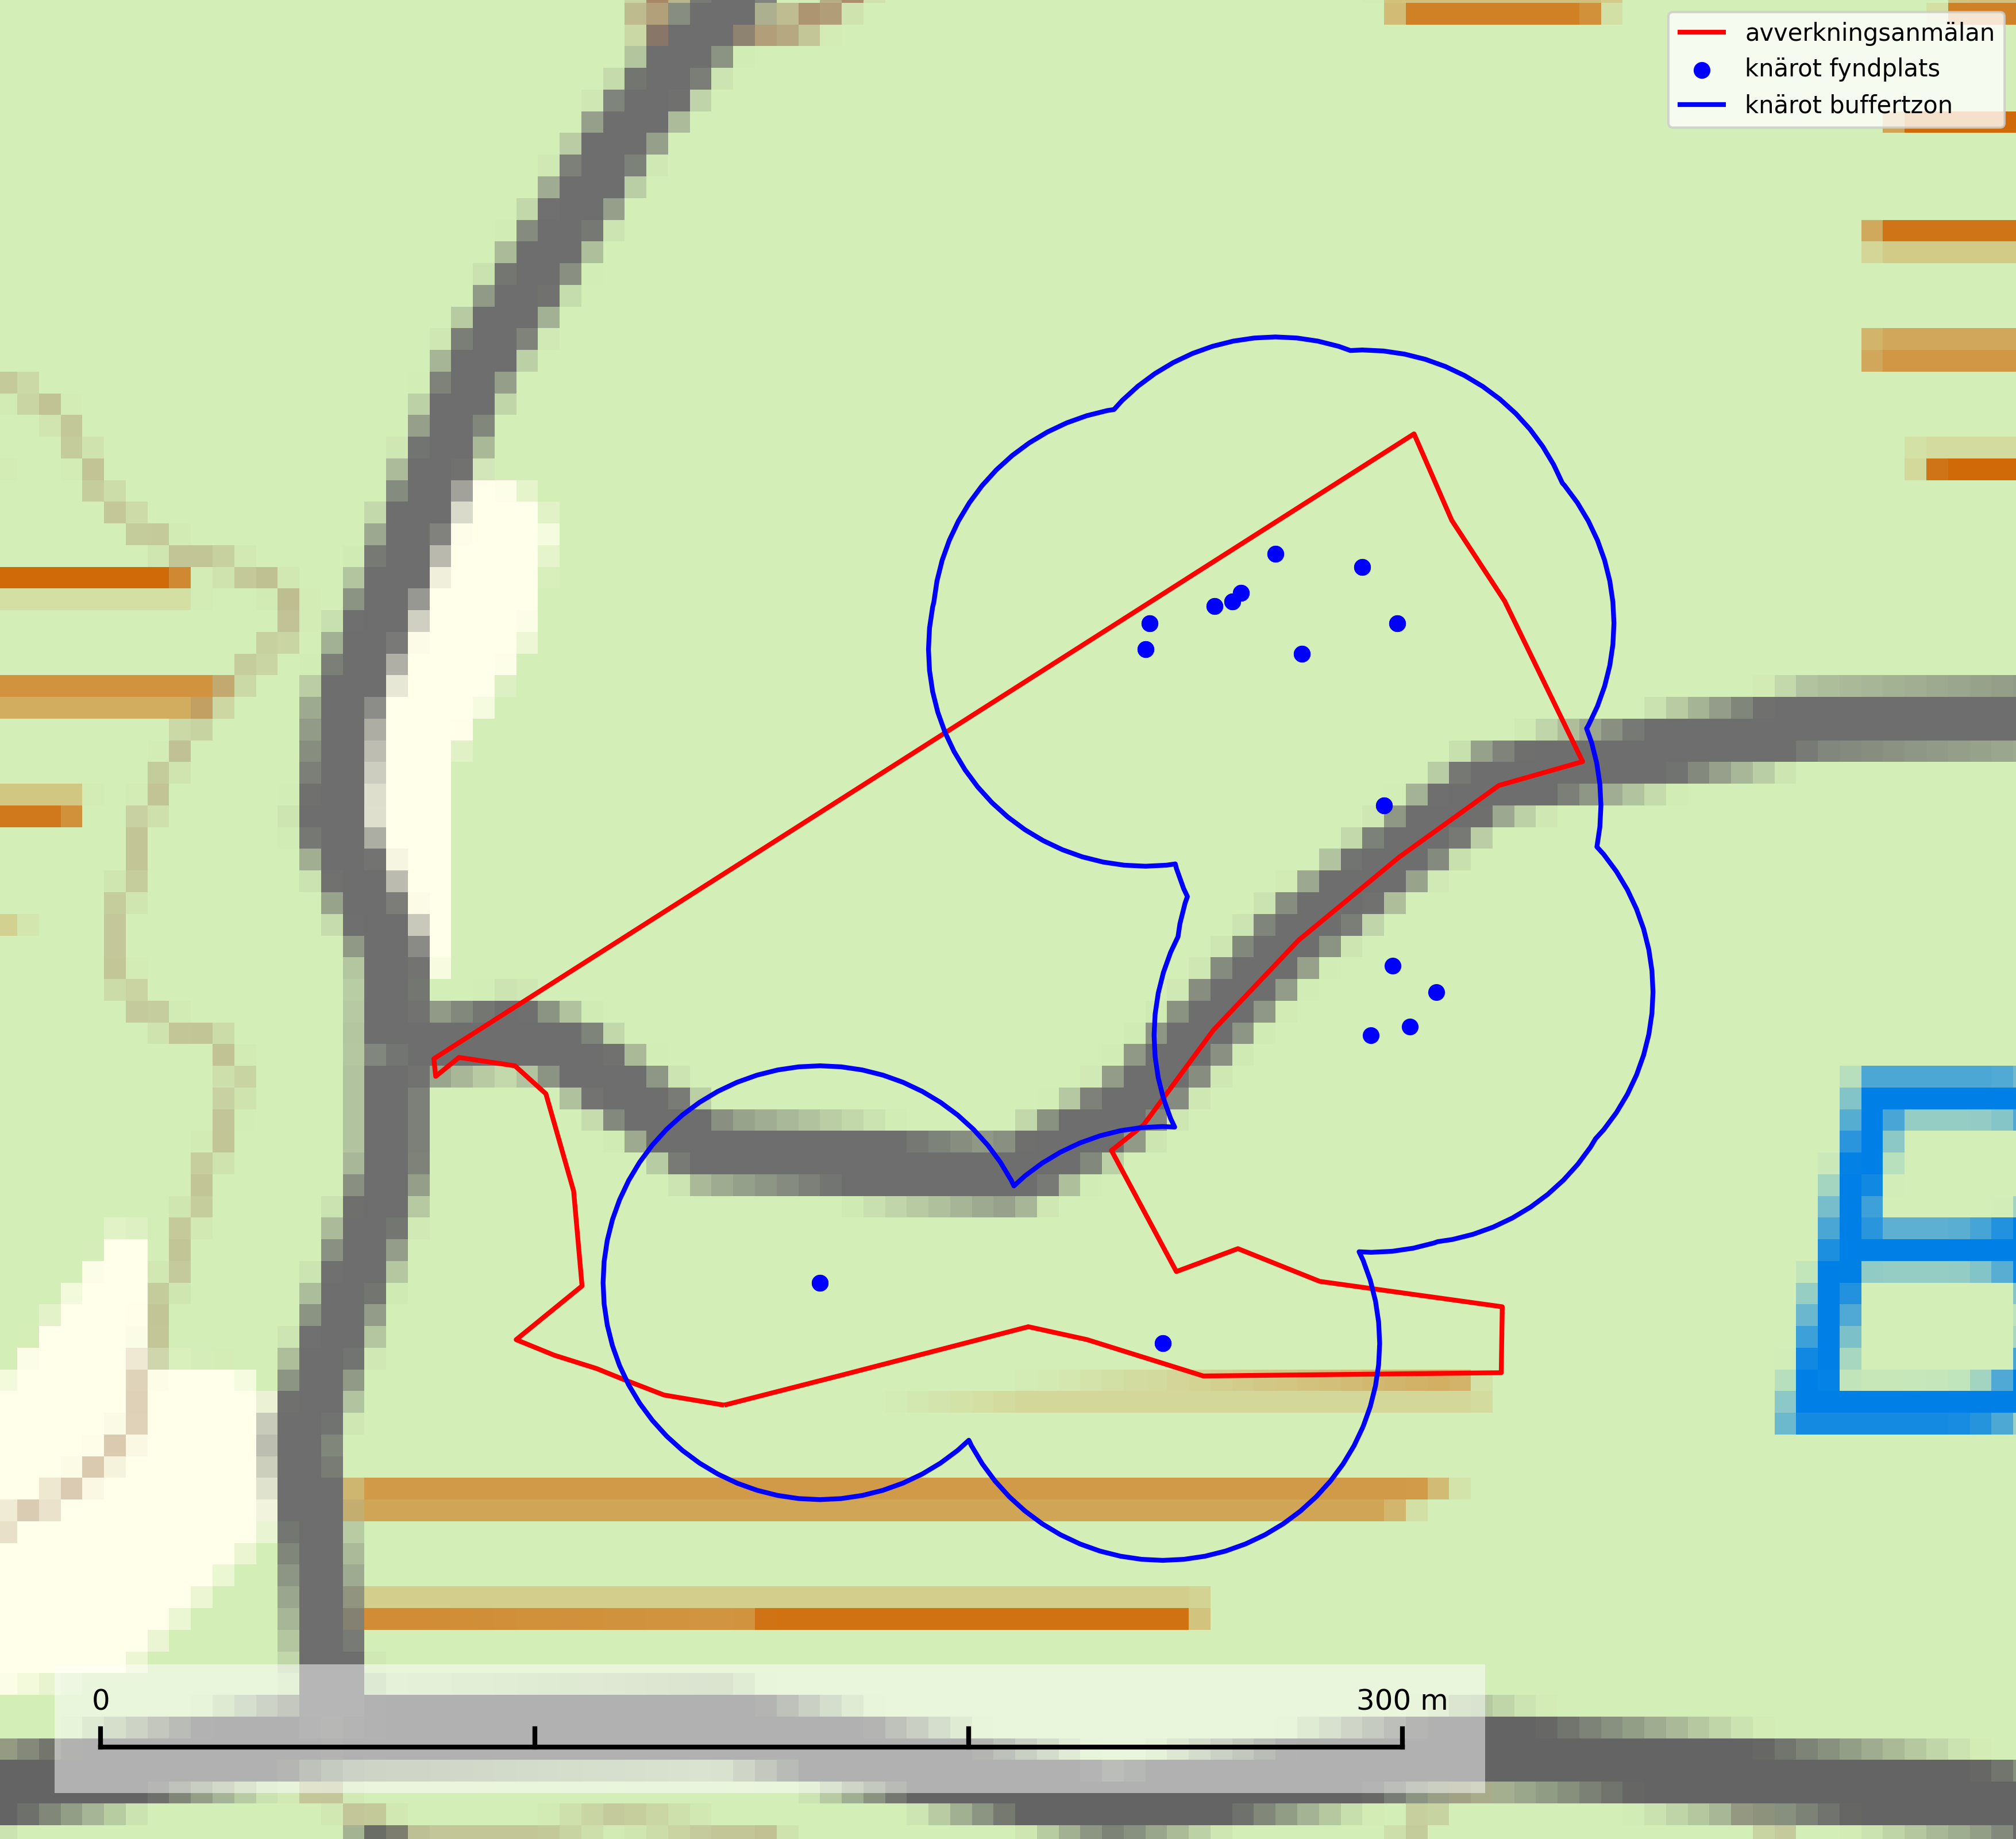 avverkningsanmälan
knärot fyndplats
knärot buffertzon
0 300 m